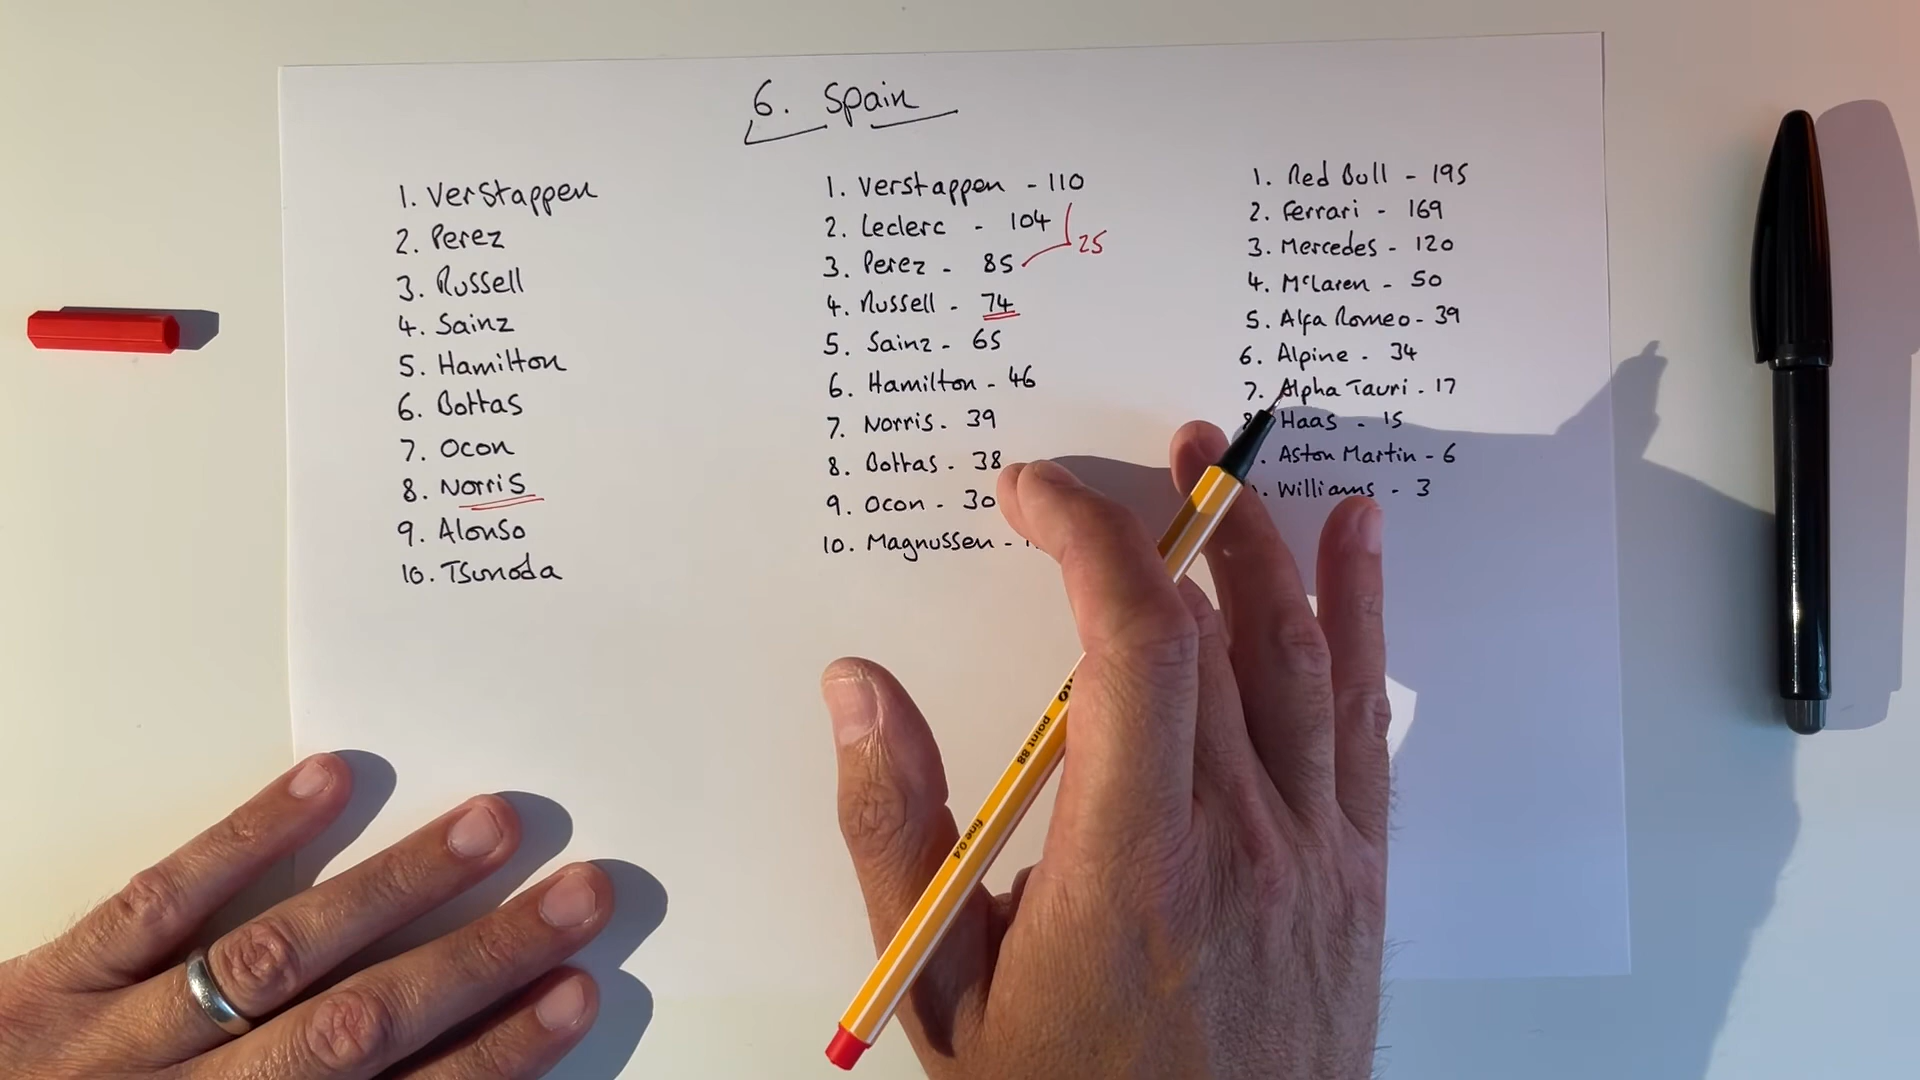 6. Spain
1. Verstappen
2. Perez
3. Russell
4. Sainz
5. Hamilton
6. Bottas
7. Ocon
8. Norris
9. Alonso
10. Tsunoda
1. Verstappen - 110
2. Leclerc - 104
25
3. Perez - 85
4. Russell - 74
5. Sainz - 65
6. Hamilton - 46
7. Norris - 39
8. Bottas - 38
9. Ocon - 30
10. Magnussen -
1. Red Bull - 195
2. Ferrari - 169
3. Mercedes - 120
4. McLaren - 50
5. Alfa Romeo - 39
6. Alpine - 34
7. Alpha Tauri - 17
8 Haas - 15
. Aston Martin - 6
. Williams - 3
point 88
fine 0.4